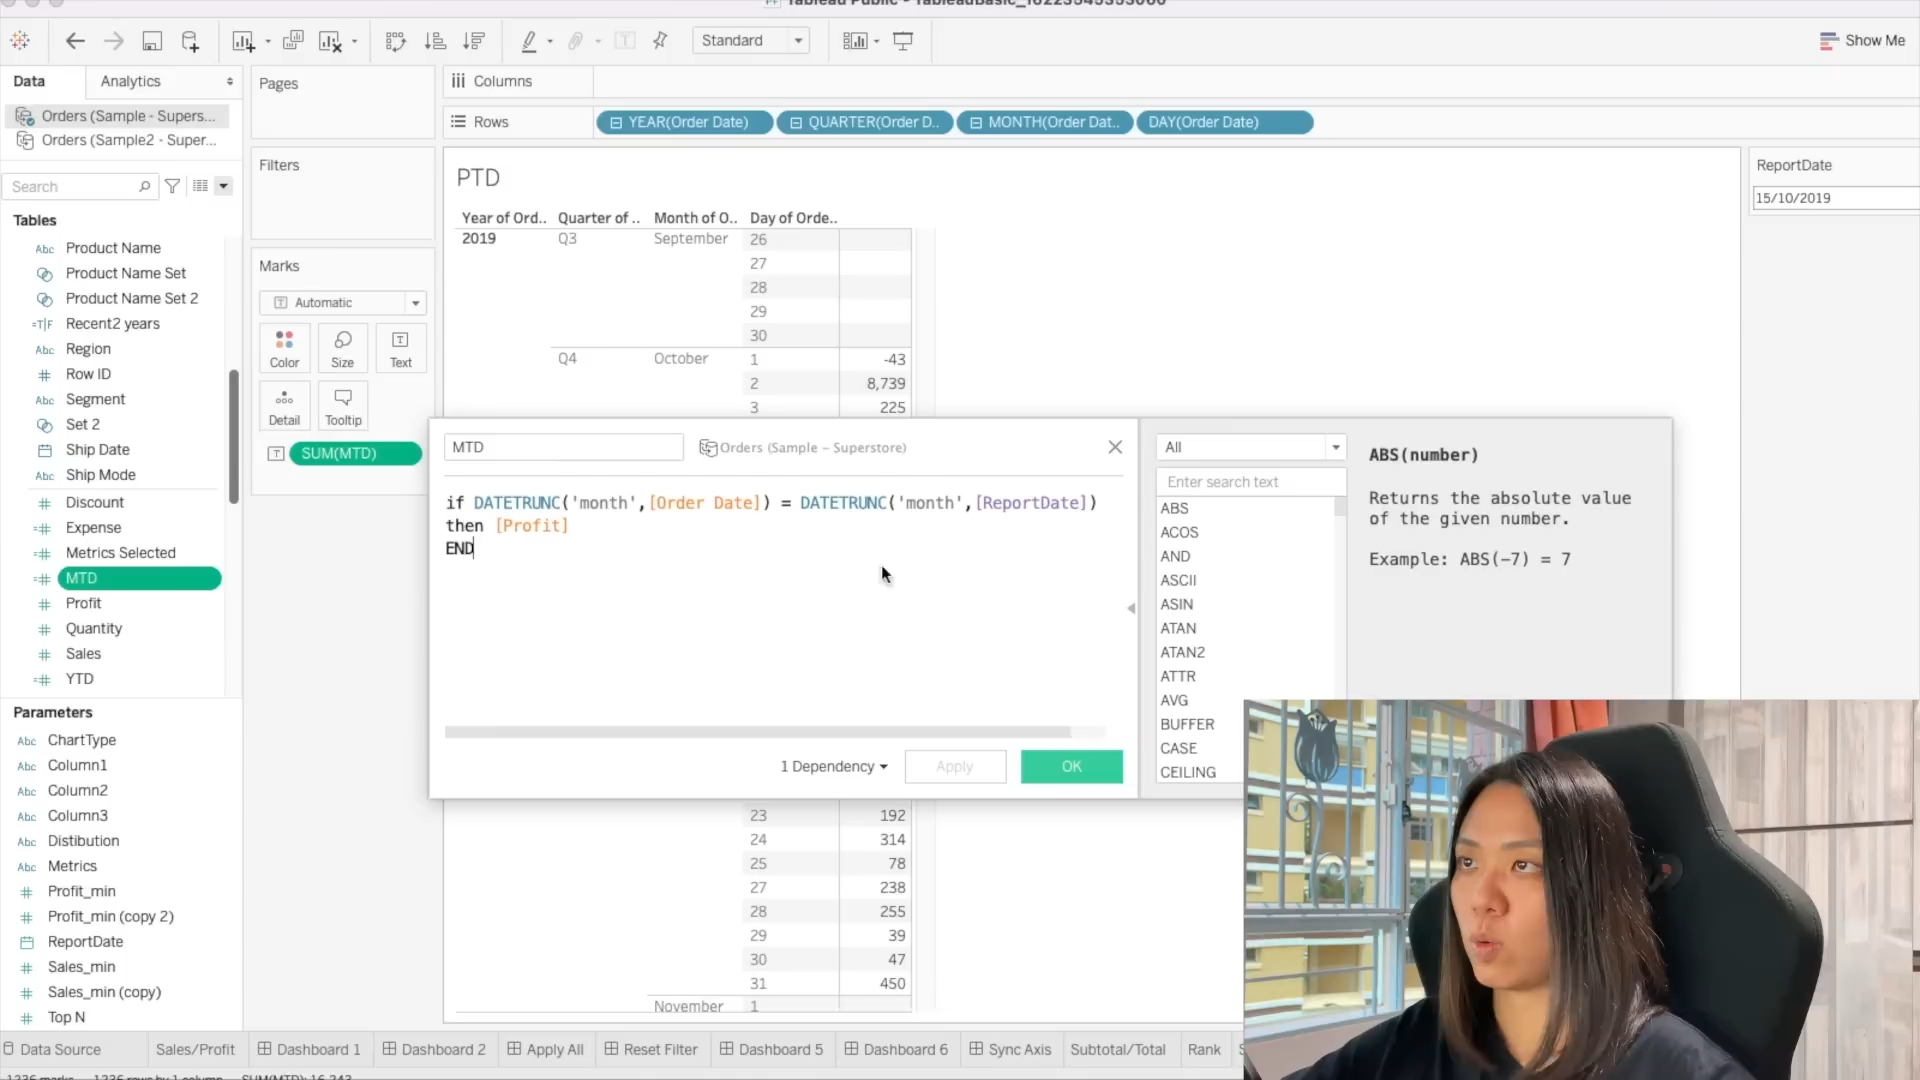 Standard
Show Me
Data
Analytics
Pages
Columns
Orders (Sample - Supers...
Orders (Sample2 - Super...
Rows
YEAR(Order Date)
QUARTER(Order D..
MONTH(Order Dat..
DAY(Order Date)
Filters
PTD
ReportDate
15/10/2019
Search
Tables
Year of Ord..
Quarter of ..
Month of O..
Day of Orde..
2019
Q3
September
26
27
28
29
30
Q4
October
1
-43
2
8,739
3
225
Abc Product Name
Product Name Set
Product Name Set 2
=T|F Recent2 years
Abc Region
# Row ID
Abc Segment
Set 2
Ship Date
Abc Ship Mode
# Discount
=# Expense
=# Metrics Selected
=# MTD
# Profit
# Quantity
# Sales
=# YTD
Marks
T Automatic
Color
Size
T Text
Detail
Tooltip
T SUM(MTD)
MTD
Orders (Sample – Superstore)
if DATETRUNC('month',[Order Date]) = DATETRUNC('month',[ReportDate])
then [Profit]
END
1 Dependency
Apply
OK
All
Enter search text
ABS
ACOS
AND
ASCII
ASIN
ATAN
ATAN2
ATTR
AVG
BUFFER
CASE
CEILING
ABS(number)
Returns the absolute value
of the given number.
Example: ABS(-7) = 7
Parameters
Abc ChartType
Abc Column1
Abc Column2
Abc Column3
Abc Distibution
Abc Metrics
# Profit_min
# Profit_min (copy 2)
ReportDate
# Sales_min
# Sales_min (copy)
# Top N
23
192
24
314
25
78
27
238
28
255
29
39
30
47
31
450
November
1
Data Source
Sales/Profit
Dashboard 1
Dashboard 2
Apply All
Reset Filter
Dashboard 5
Dashboard 6
Sync Axis
Subtotal/Total
Rank